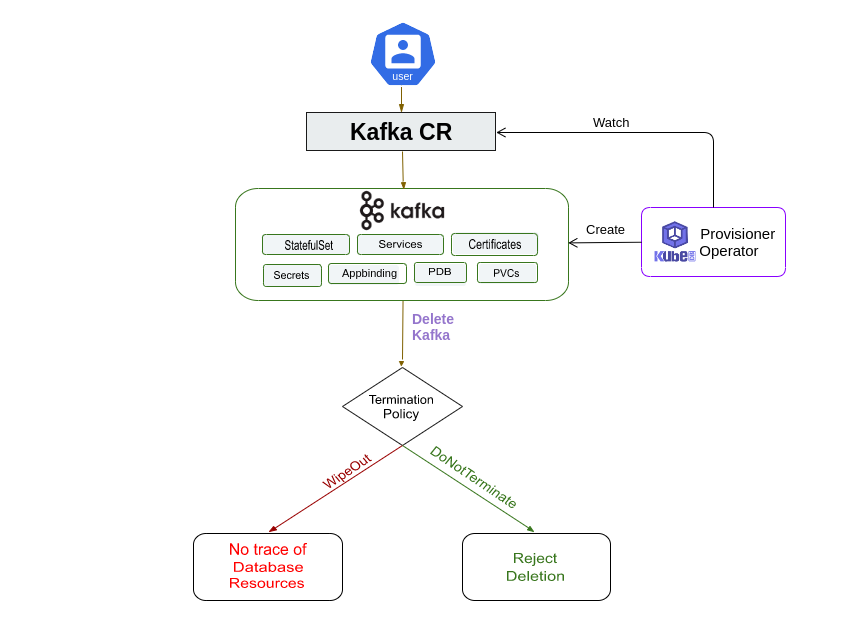 user
Kafka CR
Watch
kafka
StatefulSet
Services
Certificates
Secrets
Appbinding
PDB
PVCs
Create
Provisioner
Operator
KubeDB
Delete
Kafka
Termination
Policy
WipeOut
DoNotTerminate
No trace of
Database
Resources
Reject
Deletion